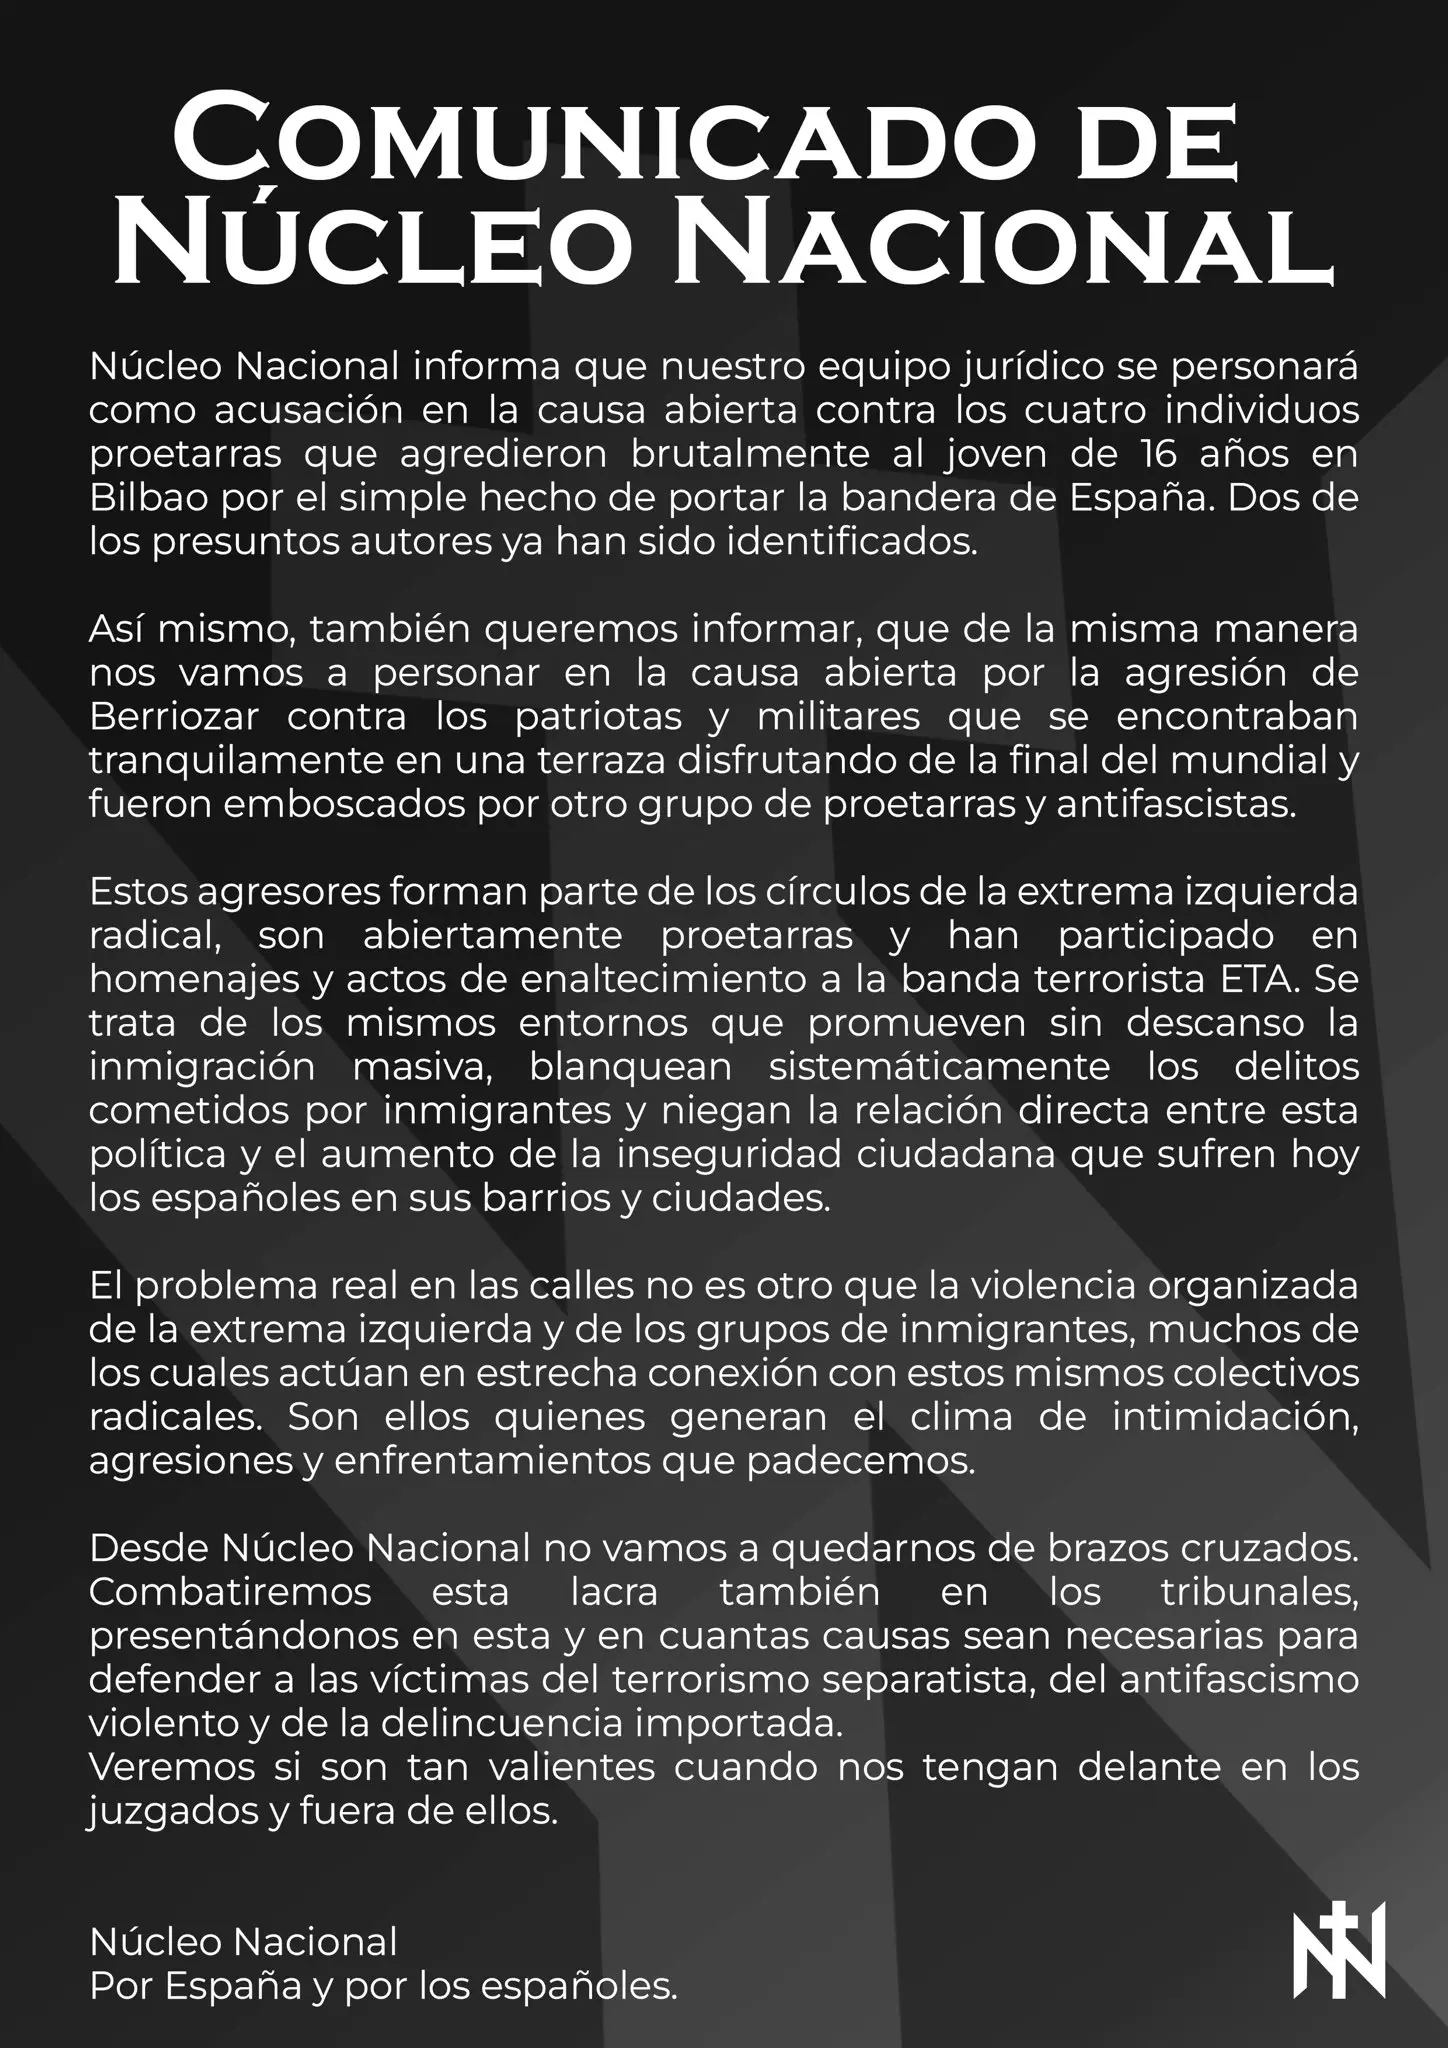 COMUNICADO DE
NÚCLEO NACIONAL
Núcleo Nacional informa que nuestro equipo jurídico se personará
como acusación en la causa abierta contra los cuatro individuos
proetarras que agredieron brutalmente al joven de 16 años en
Bilbao por el simple hecho de portar la bandera de España. Dos de
los presuntos autores ya han sido identificados.
Así mismo, también queremos informar, que de la misma manera
nos vamos a personar en la causa abierta por la agresión de
Berriozar contra los patriotas y militares que se encontraban
tranquilamente en una terraza disfrutando de la final del mundial y
fueron emboscados por otro grupo de proetarras y antifascistas.
Estos agresores forman parte de los círculos de la extrema izquierda
radical, son abiertamente proetarras y han participado en
homenajes y actos de enaltecimiento a la banda terrorista ETA. Se
trata de los mismos entornos que promueven sin descanso la
inmigración masiva, blanquean sistemáticamente los delitos
cometidos por inmigrantes y niegan la relación directa entre esta
política y el aumento de la inseguridad ciudadana que sufren hoy
los españoles en sus barrios y ciudades.
El problema real en las calles no es otro que la violencia organizada
de la extrema izquierda y de los grupos de inmigrantes, muchos de
los cuales actúan en estrecha conexión con estos mismos colectivos
radicales. Son ellos quienes generan el clima de intimidación,
agresiones y enfrentamientos que padecemos.
Desde Núcleo Nacional no vamos a quedarnos de brazos cruzados.
Combatiremos esta lacra también en los tribunales,
presentándonos en esta y en cuantas causas sean necesarias para
defender a las víctimas del terrorismo separatista, del antifascismo
violento y de la delincuencia importada.
Veremos si son tan valientes cuando nos tengan delante en los
juzgados y fuera de ellos.
Núcleo Nacional
Por España y por los españoles.